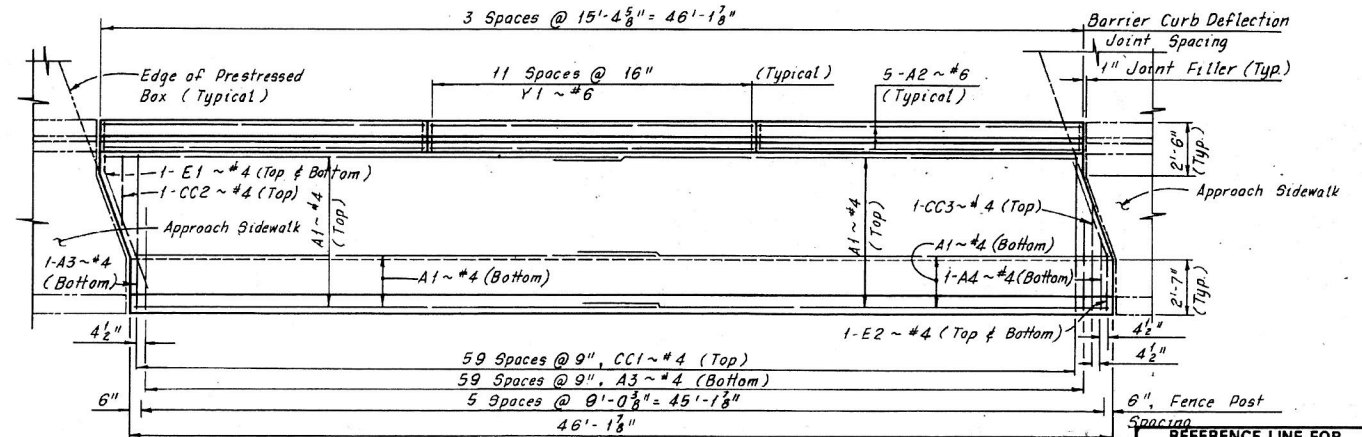 3 Spaces @ 15'-4 5/8" = 46'-1 7/8"
Barrier Curb Deflection
Joint Spacing
Edge of Prestressed
Box (Typical)
11 Spaces @ 16"
Y1 ~ #6
(Typical)
5-A2 ~ #6
(Typical)
1" Joint Filler (Typ.)
2'-6"
(Typ.)
1-E1 ~ #4 (Top & Bottom)
1-CC2 ~ #4 (Top)
A1 ~ #4
(Top)
A1 ~ #4
(Top)
1-CC3 ~ #4 (Top)
Approach Sidewalk
Approach Sidewalk
1-A3 ~ #4
(Bottom)
A1 ~ #4 (Bottom)
A1 ~ #4 (Bottom)
1-A4 ~ #4 (Bottom)
2'-7"
(Typ.)
4 1/2"
1-E2 ~ #4 (Top & Bottom)
4 1/2"
4 1/2"
59 Spaces @ 9", CC1 ~ #4 (Top)
59 Spaces @ 9", A3 ~ #4 (Bottom)
6"
5 Spaces @ 9'-0 3/8" = 45'-1 7/8"
6", Fence Post
Spacing
46'-1 7/8"
REFERENCE LINE FOR